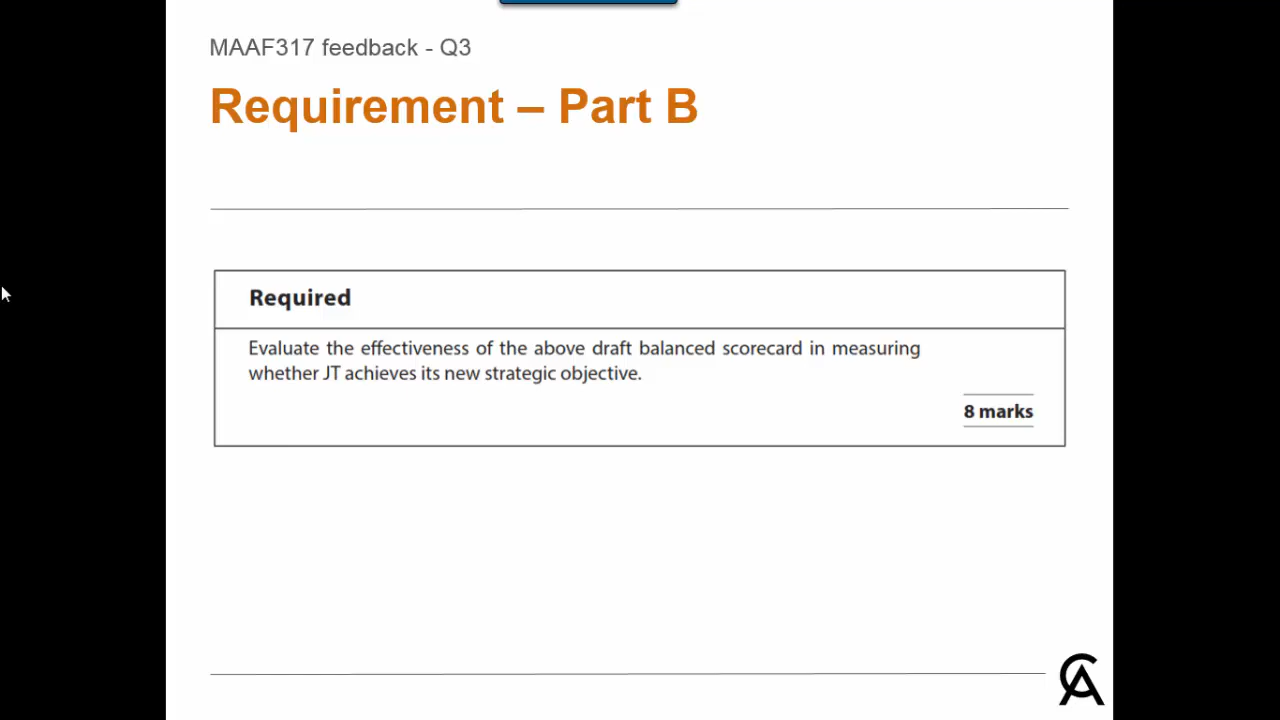 MAAF317 feedback - Q3
Requirement – Part B
Required
Evaluate the effectiveness of the above draft balanced scorecard in measuring
whether JT achieves its new strategic objective.
8 marks
CA